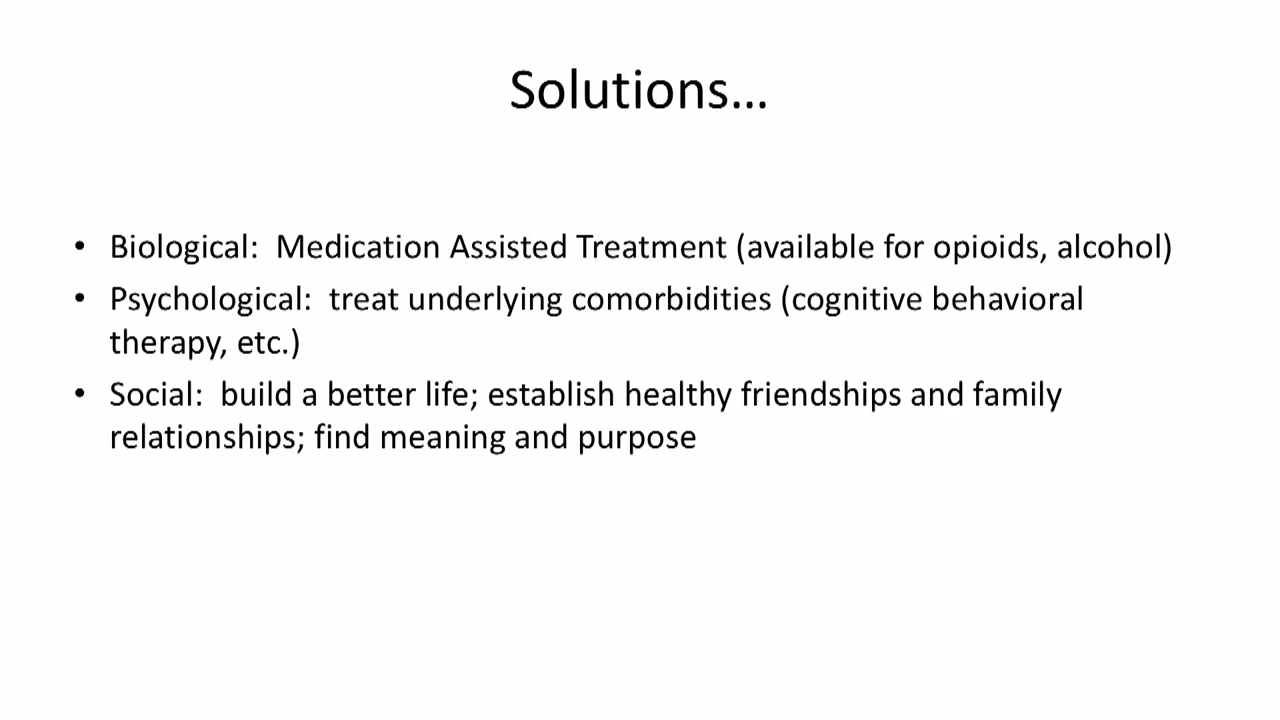 Solutions…
• Biological:  Medication Assisted Treatment (available for opioids, alcohol)
• Psychological:  treat underlying comorbidities (cognitive behavioral
therapy, etc.)
• Social:  build a better life; establish healthy friendships and family
relationships; find meaning and purpose